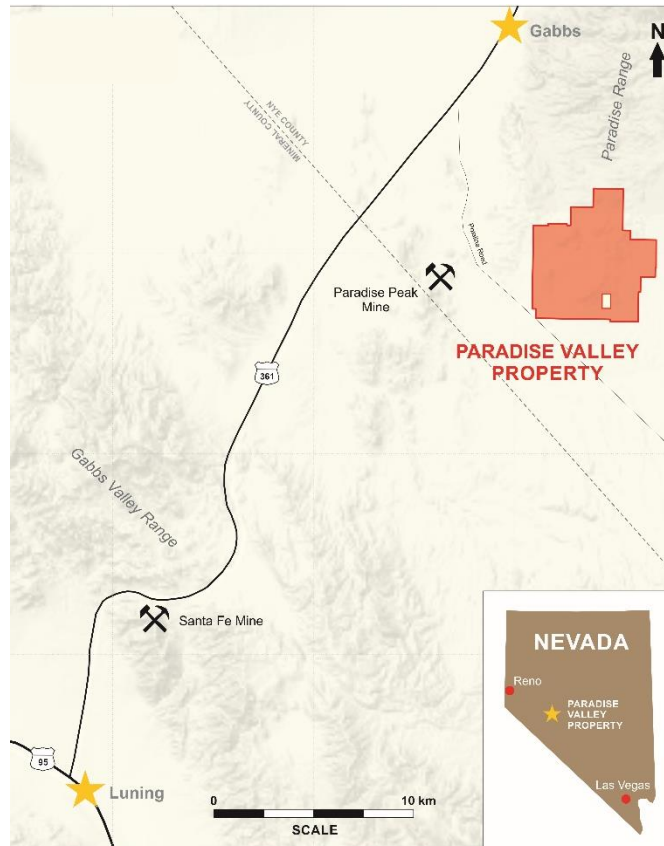 Gabbs
N
Paradise Range
NYE COUNTY
MINERAL COUNTY
Poleline Road
Paradise Peak
Mine
PARADISE VALLEY
PROPERTY
361
Gabbs Valley Range
Santa Fe Mine
NEVADA
Reno
PARADISE
VALLEY
PROPERTY
Las Vegas
95
Luning
0
10 km
SCALE